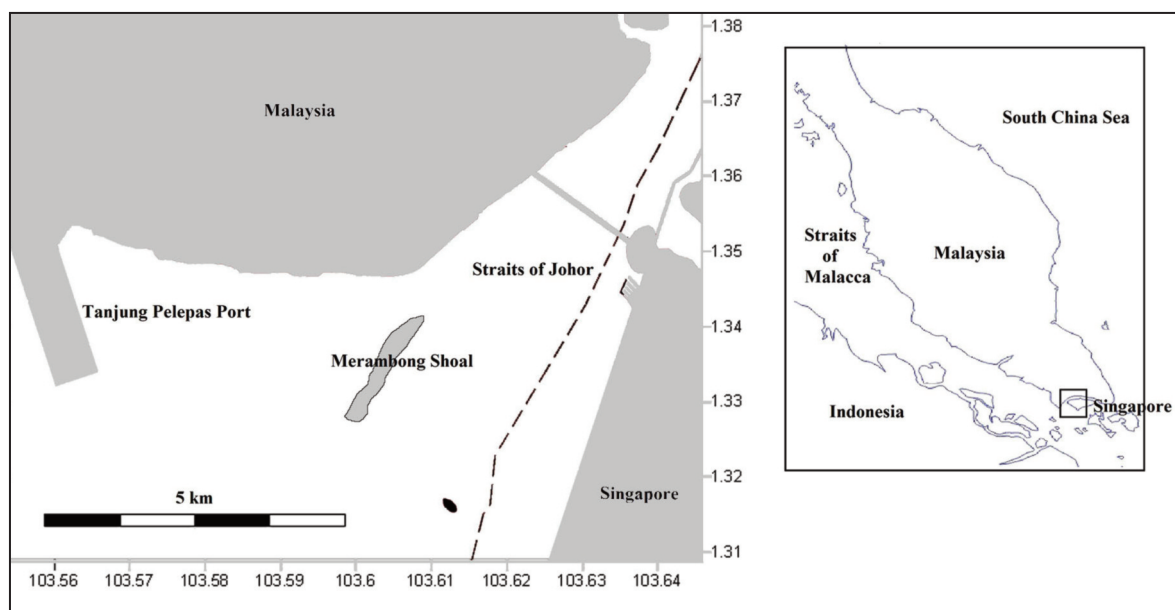 Malaysia
Straits of Johor
Tanjung Pelepas Port
Merambong Shoal
Singapore
5 km
1.38
1.37
1.36
1.35
1.34
1.33
1.32
1.31
103.56
103.57
103.58
103.59
103.6
103.61
103.62
103.63
103.64
South China Sea
Straits
of
Malacca
Malaysia
Indonesia
Singapore